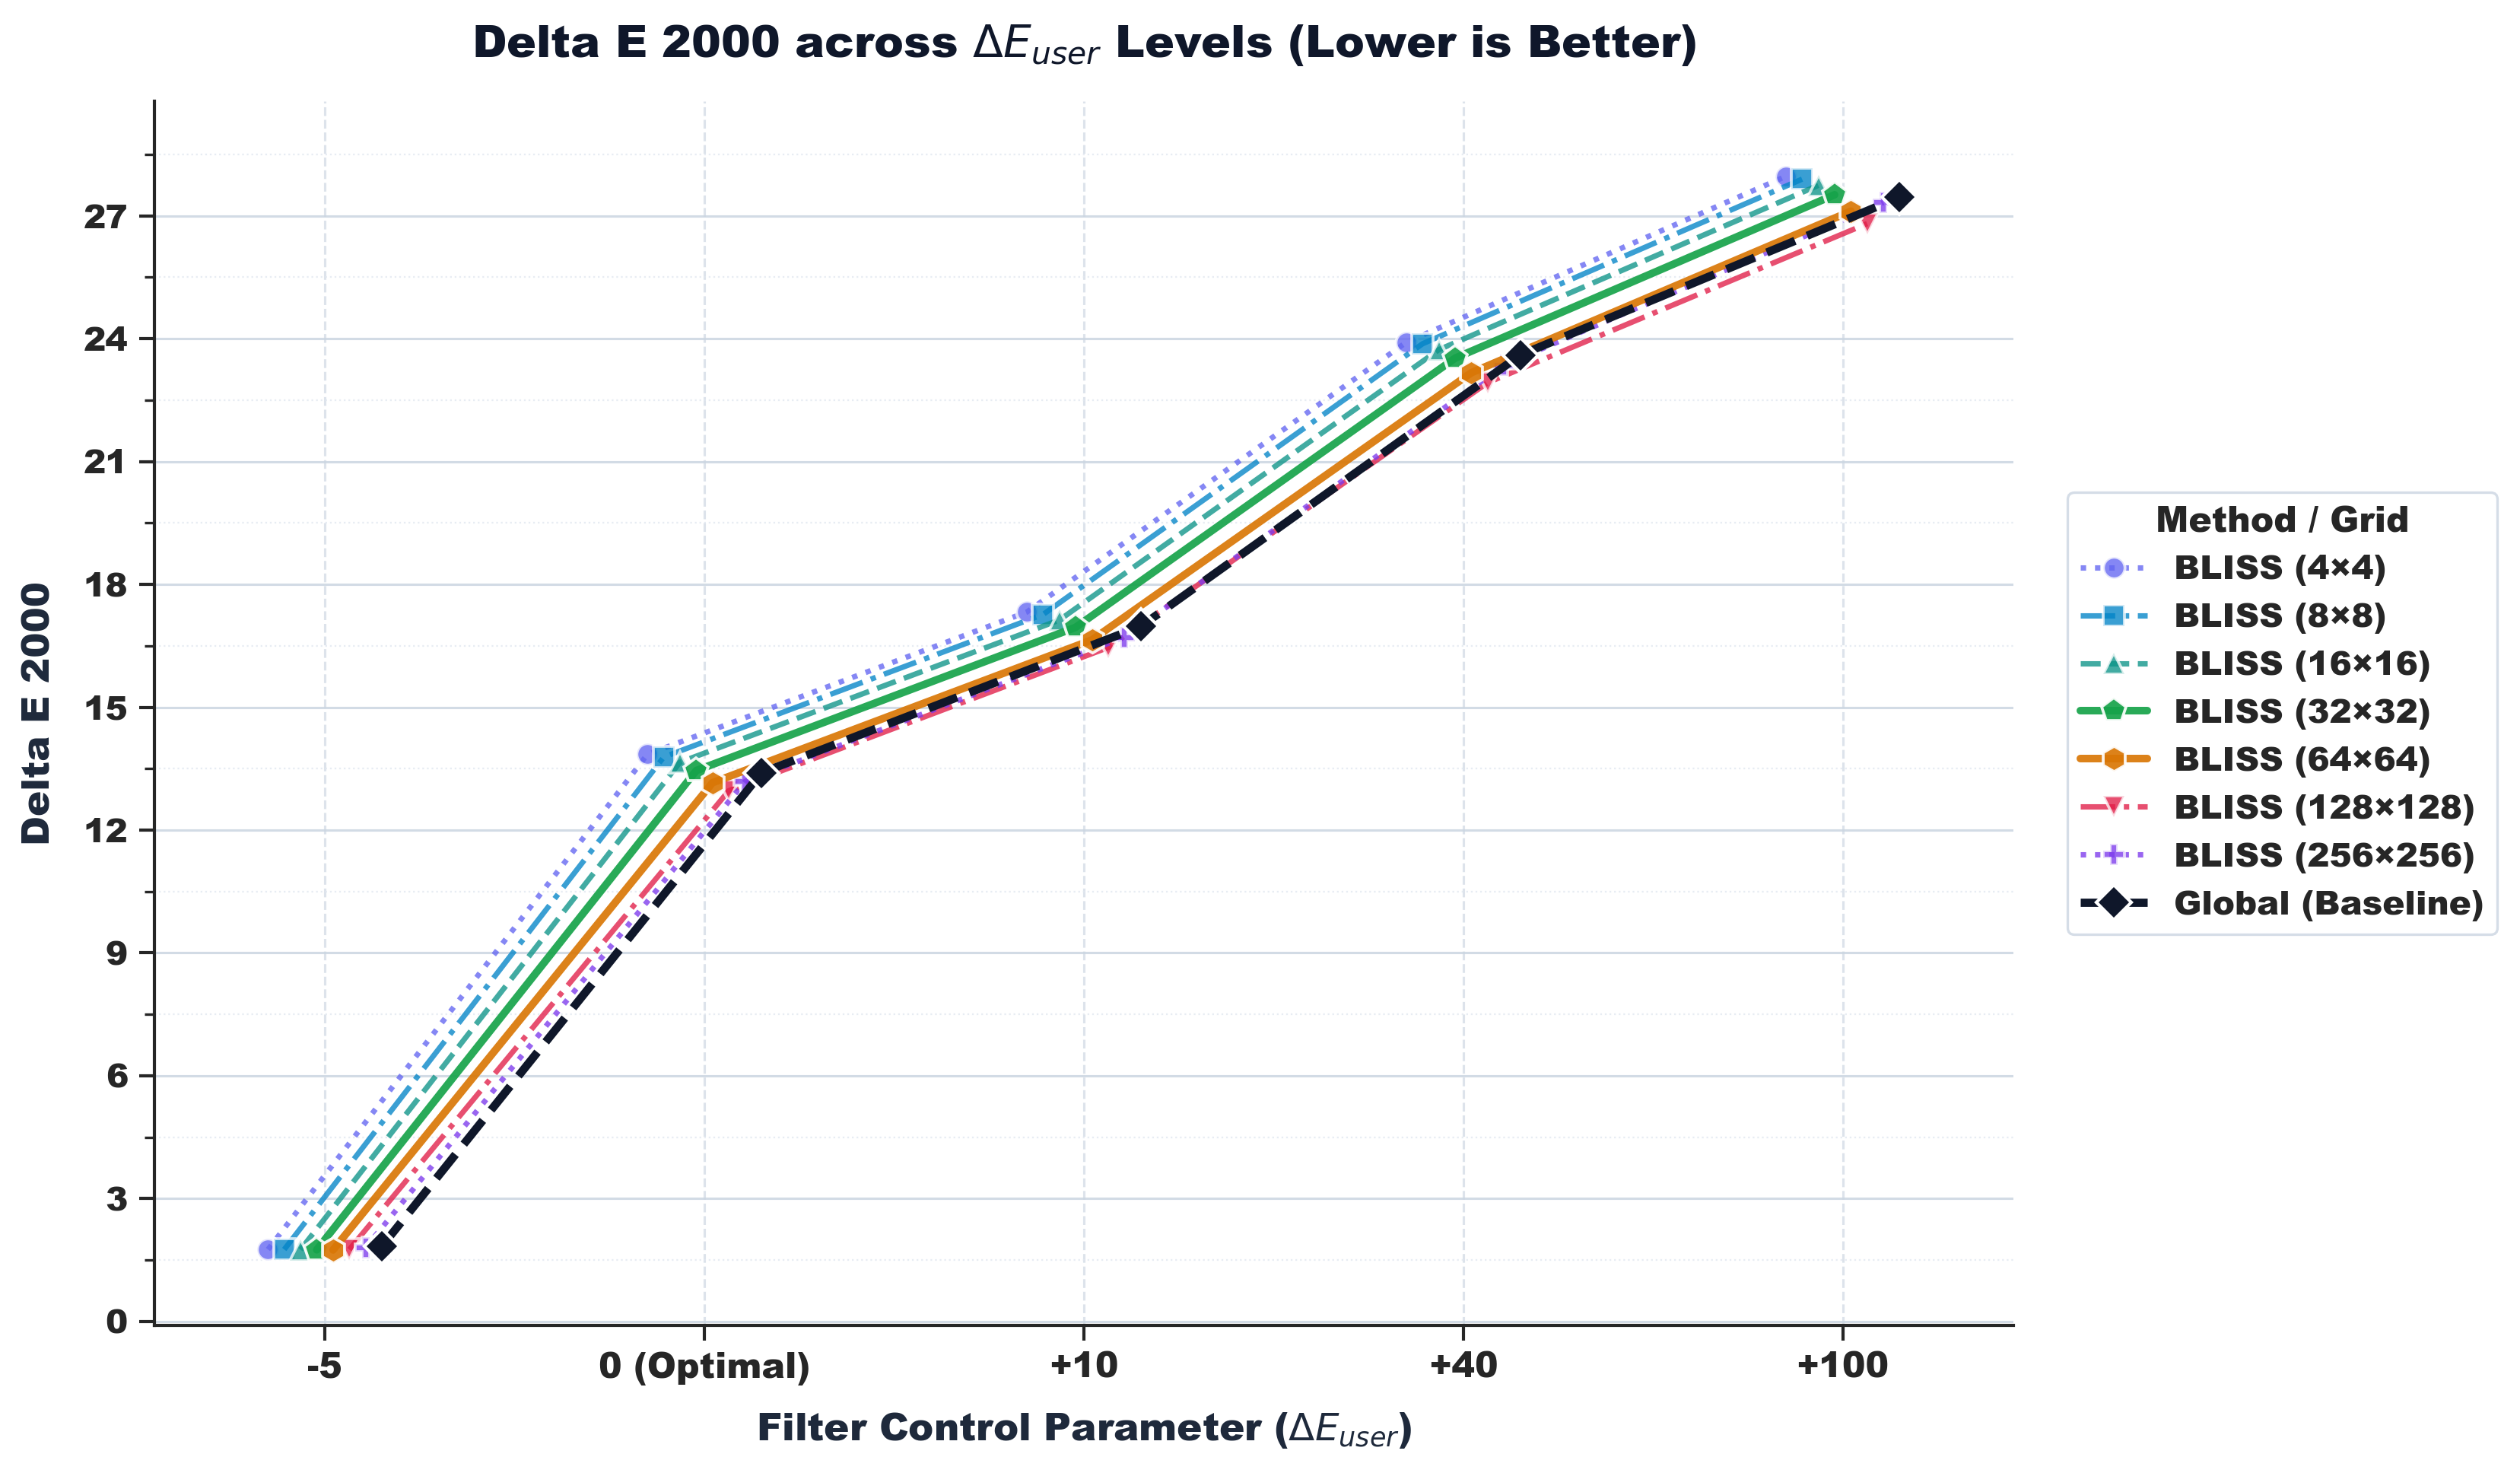 Delta E 2000 across ΔE_user Levels (Lower is Better)
Delta E 2000
27
24
21
18
15
12
9
6
3
0
-5
0 (Optimal)
+10
+40
+100
Filter Control Parameter (ΔE_user)
Method / Grid
BLISS (4×4)
BLISS (8×8)
BLISS (16×16)
BLISS (32×32)
BLISS (64×64)
BLISS (128×128)
BLISS (256×256)
Global (Baseline)